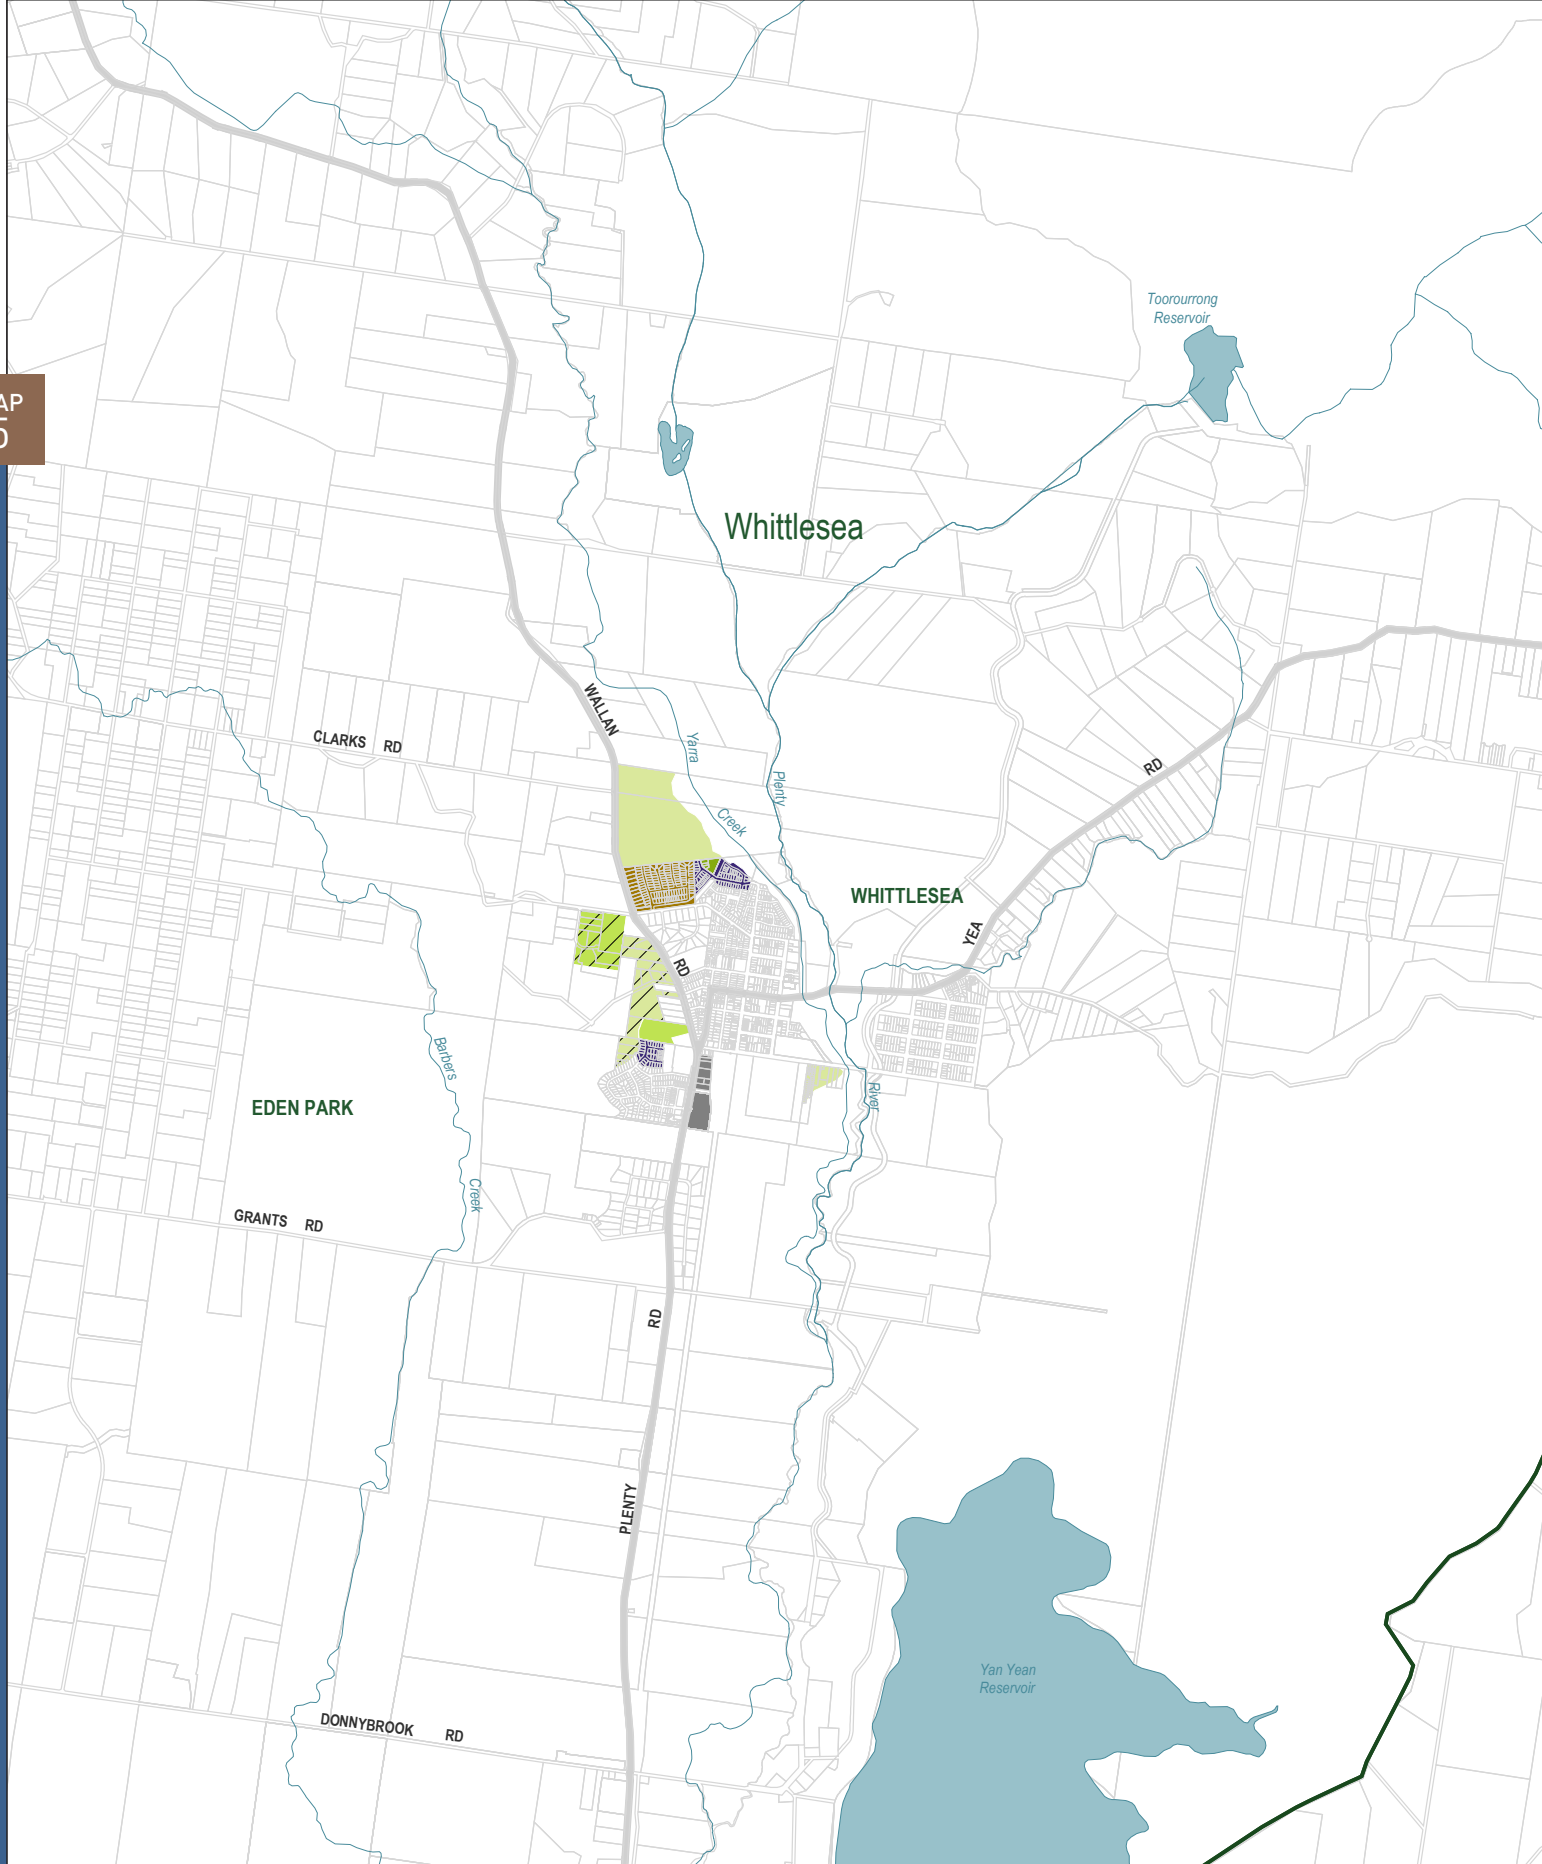 Toorourrong
Reservoir
AP
5
Whittlesea
WALLAN
CLARKS RD
Yarra
Plenty
RD
Creek
WHITTLESEA
YEA
RD
Barbers
EDEN PARK
River
Creek
GRANTS RD
RD
PLENTY
Yan Yean
Reservoir
DONNYBROOK RD